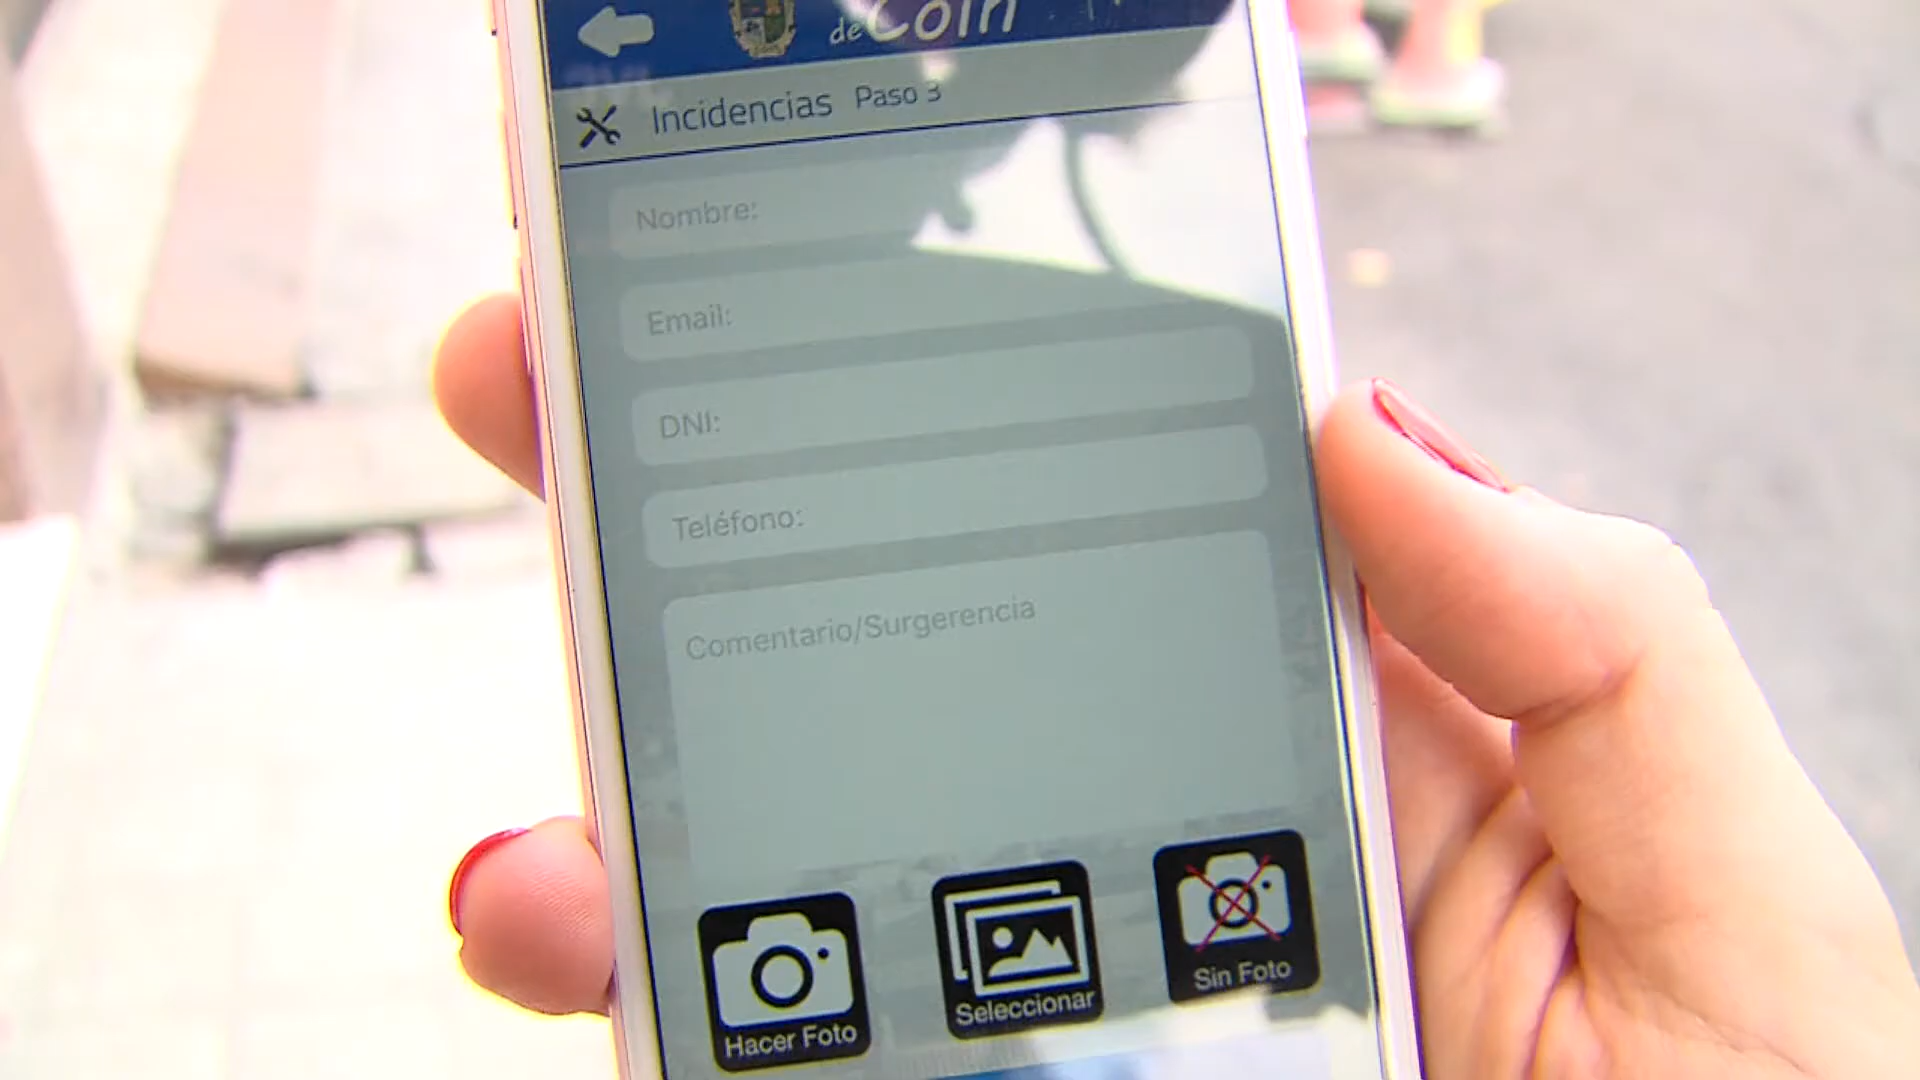 de Coín
Incidencias Paso 3
Nombre:
Email:
DNI:
Teléfono:
Comentario/Surgerencia
Hacer Foto
Seleccionar
Sin Foto